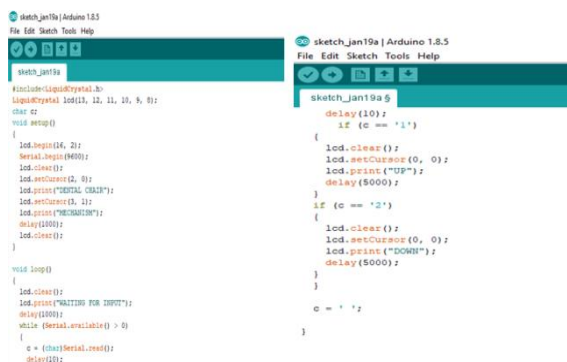 sketch_jan19a | Arduino 1.8.5
File Edit Sketch Tools Help
sketch_jan19a
#include<LiquidCrystal.h>
LiquidCrystal lcd(13, 12, 11, 10, 9, 8);
char c;
void setup()
{
lcd.begin(16, 2);
Serial.begin(9600);
lcd.clear();
lcd.setCursor(2, 0);
lcd.print("DENTAL CHAIR");
lcd.setCursor(3, 1);
lcd.print("MECHANISM");
delay(1000);
lcd.clear();
}
void loop()
{
lcd.clear();
lcd.print("WAITING FOR INPUT");
delay(1000);
while (Serial.available() > 0)
{
c = (char)Serial.read();
delay(10);
sketch_jan19a | Arduino 1.8.5
File Edit Sketch Tools Help
sketch_jan19a §
delay(10);
if (c == '1')
{
lcd.clear();
lcd.setCursor(0, 0);
lcd.print("UP");
delay(5000);
}
if (c == '2')
{
lcd.clear();
lcd.setCursor(0, 0);
lcd.print("DOWN");
delay(5000);
}
}
c = ' ';
}